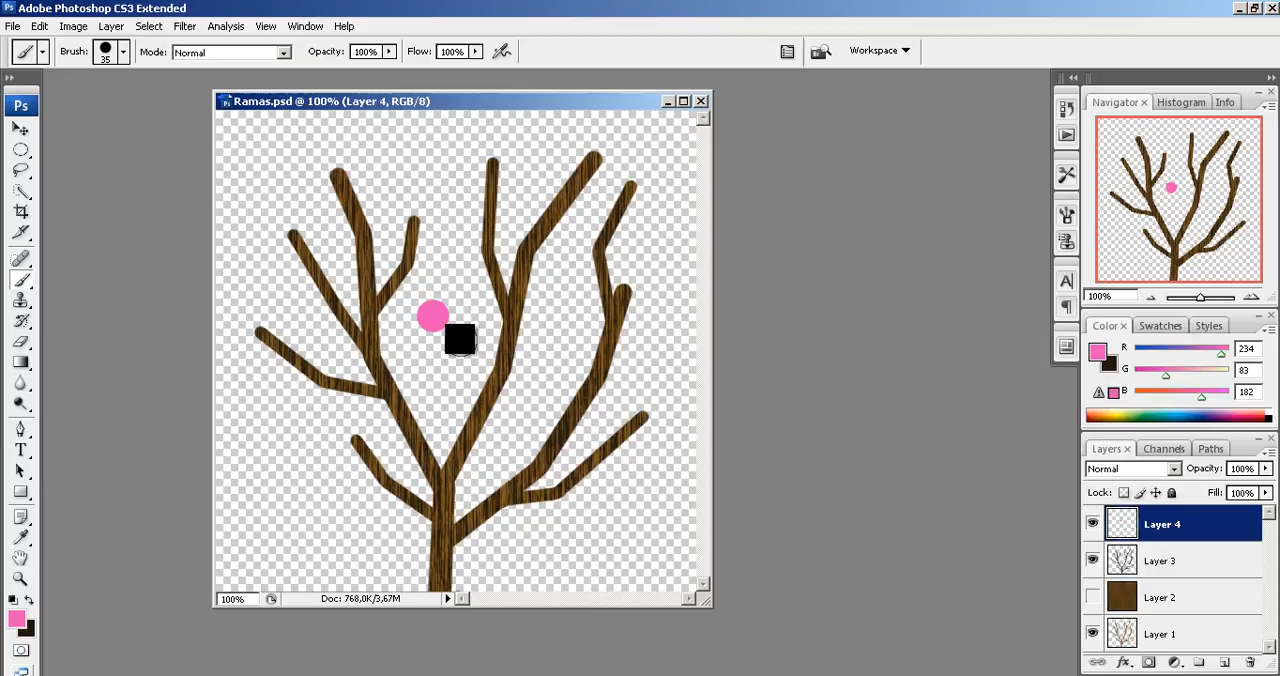 Ps Adobe Photoshop CS3 Extended
File Edit Image Layer Select Filter Analysis View Window Help
Brush: 35 Mode: Normal Opacity: 100% Flow: 100% Workspace
Ps
Ramas.psd @ 100% (Layer 4, RGB/8)
Navigator Histogram Info
100%
Color Swatches Styles
R 234
G 83
B 182
Layers Channels Paths
Normal Opacity: 100%
Lock: Fill: 100%
Layer 4
Layer 3
Layer 2
Layer 1
100% Doc: 768,0K/3,67M
A
T